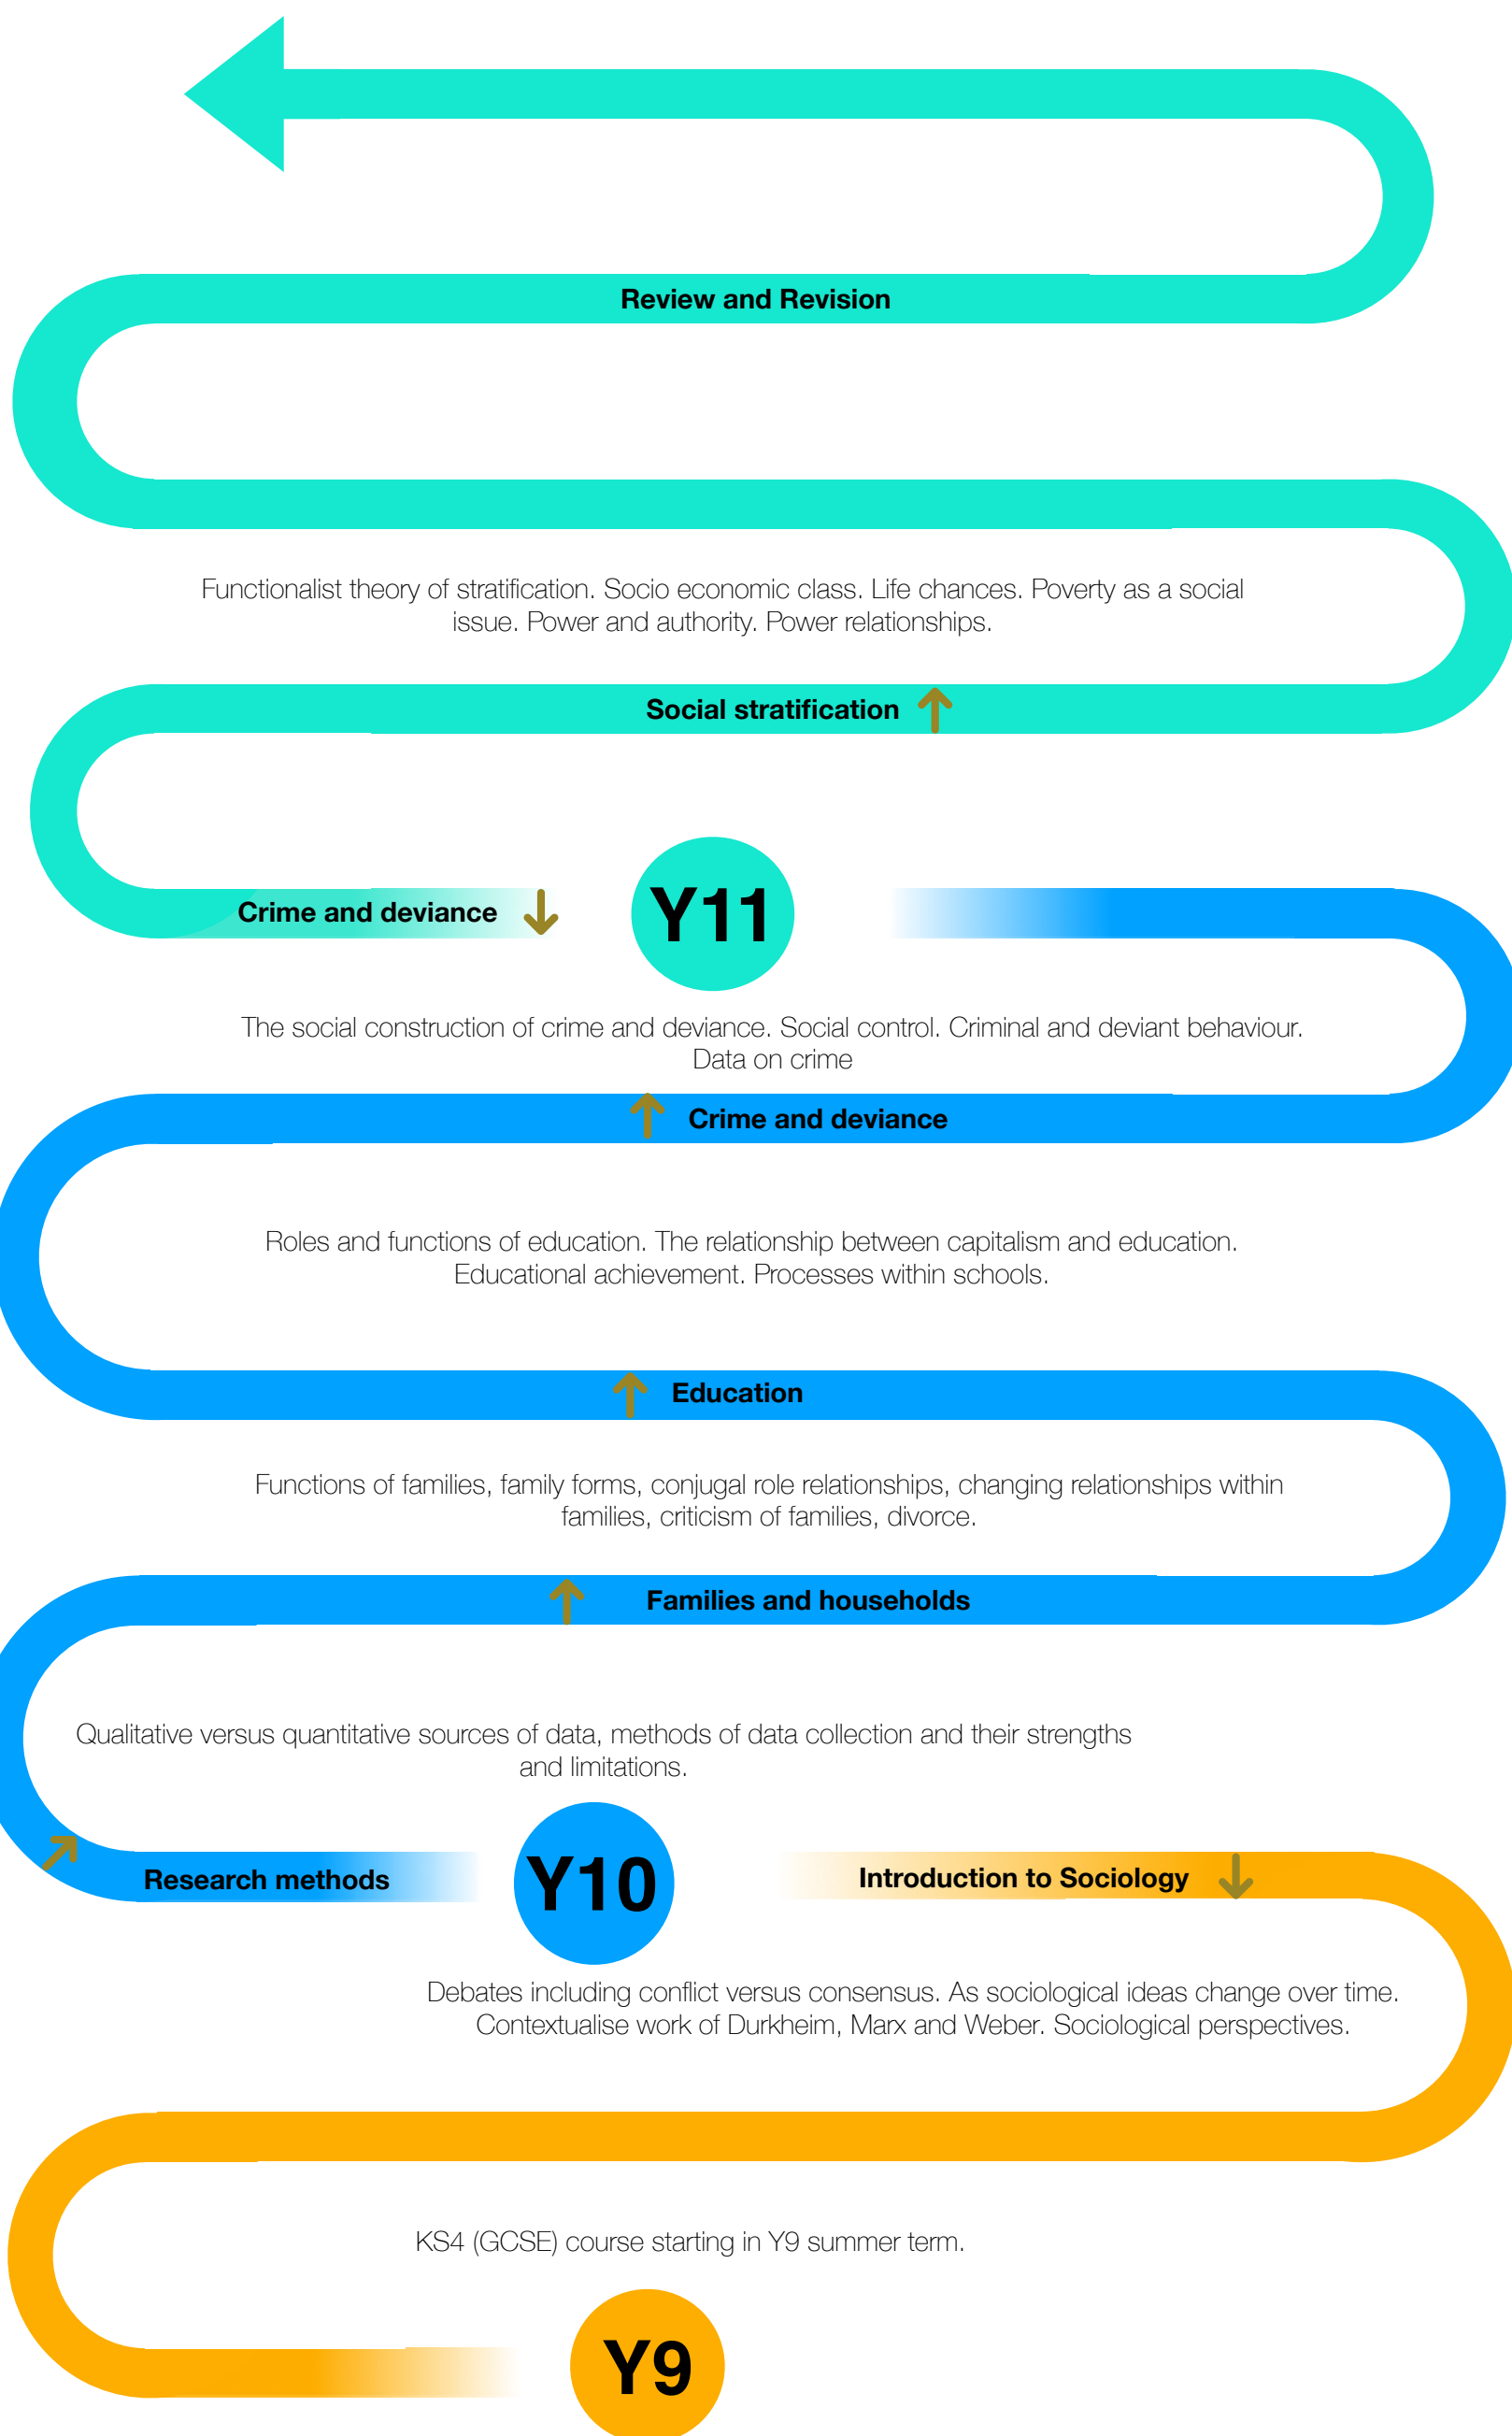 Review and Revision
Functionalist theory of stratification. Socio economic class. Life chances. Poverty as a social
issue. Power and authority. Power relationships.
Social stratification
Crime and deviance
Y11
The social construction of crime and deviance. Social control. Criminal and deviant behaviour.
Data on crime
Crime and deviance
Roles and functions of education. The relationship between capitalism and education.
Educational achievement. Processes within schools.
Education
Functions of families, family forms, conjugal role relationships, changing relationships within
families, criticism of families, divorce.
Families and households
Qualitative versus quantitative sources of data, methods of data collection and their strengths
and limitations.
Research methods
Y10
Introduction to Sociology
Debates including conflict versus consensus. As sociological ideas change over time.
Contextualise work of Durkheim, Marx and Weber. Sociological perspectives.
KS4 (GCSE) course starting in Y9 summer term.
Y9